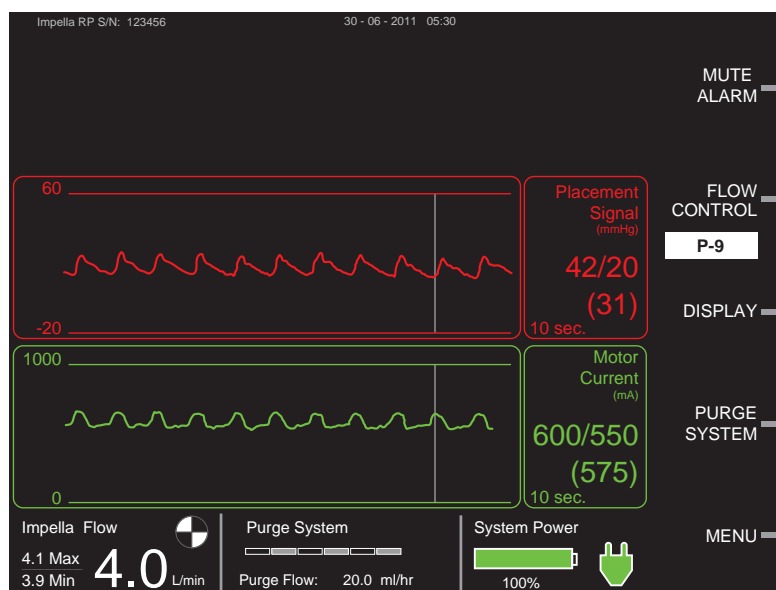 Impella RP S/N: 123456
30 - 06 - 2011 05:30
MUTE
ALARM
60
-20
Placement
Signal
(mmHg)
42/20
(31)
10 sec.
FLOW
CONTROL
P-9
DISPLAY
1000
0
Motor
Current
(mA)
600/550
(575)
10 sec.
PURGE
SYSTEM
Impella Flow
4.1 Max
3.9 Min
4.0 L/min
Purge System
Purge Flow: 20.0 ml/hr
System Power
100%
MENU